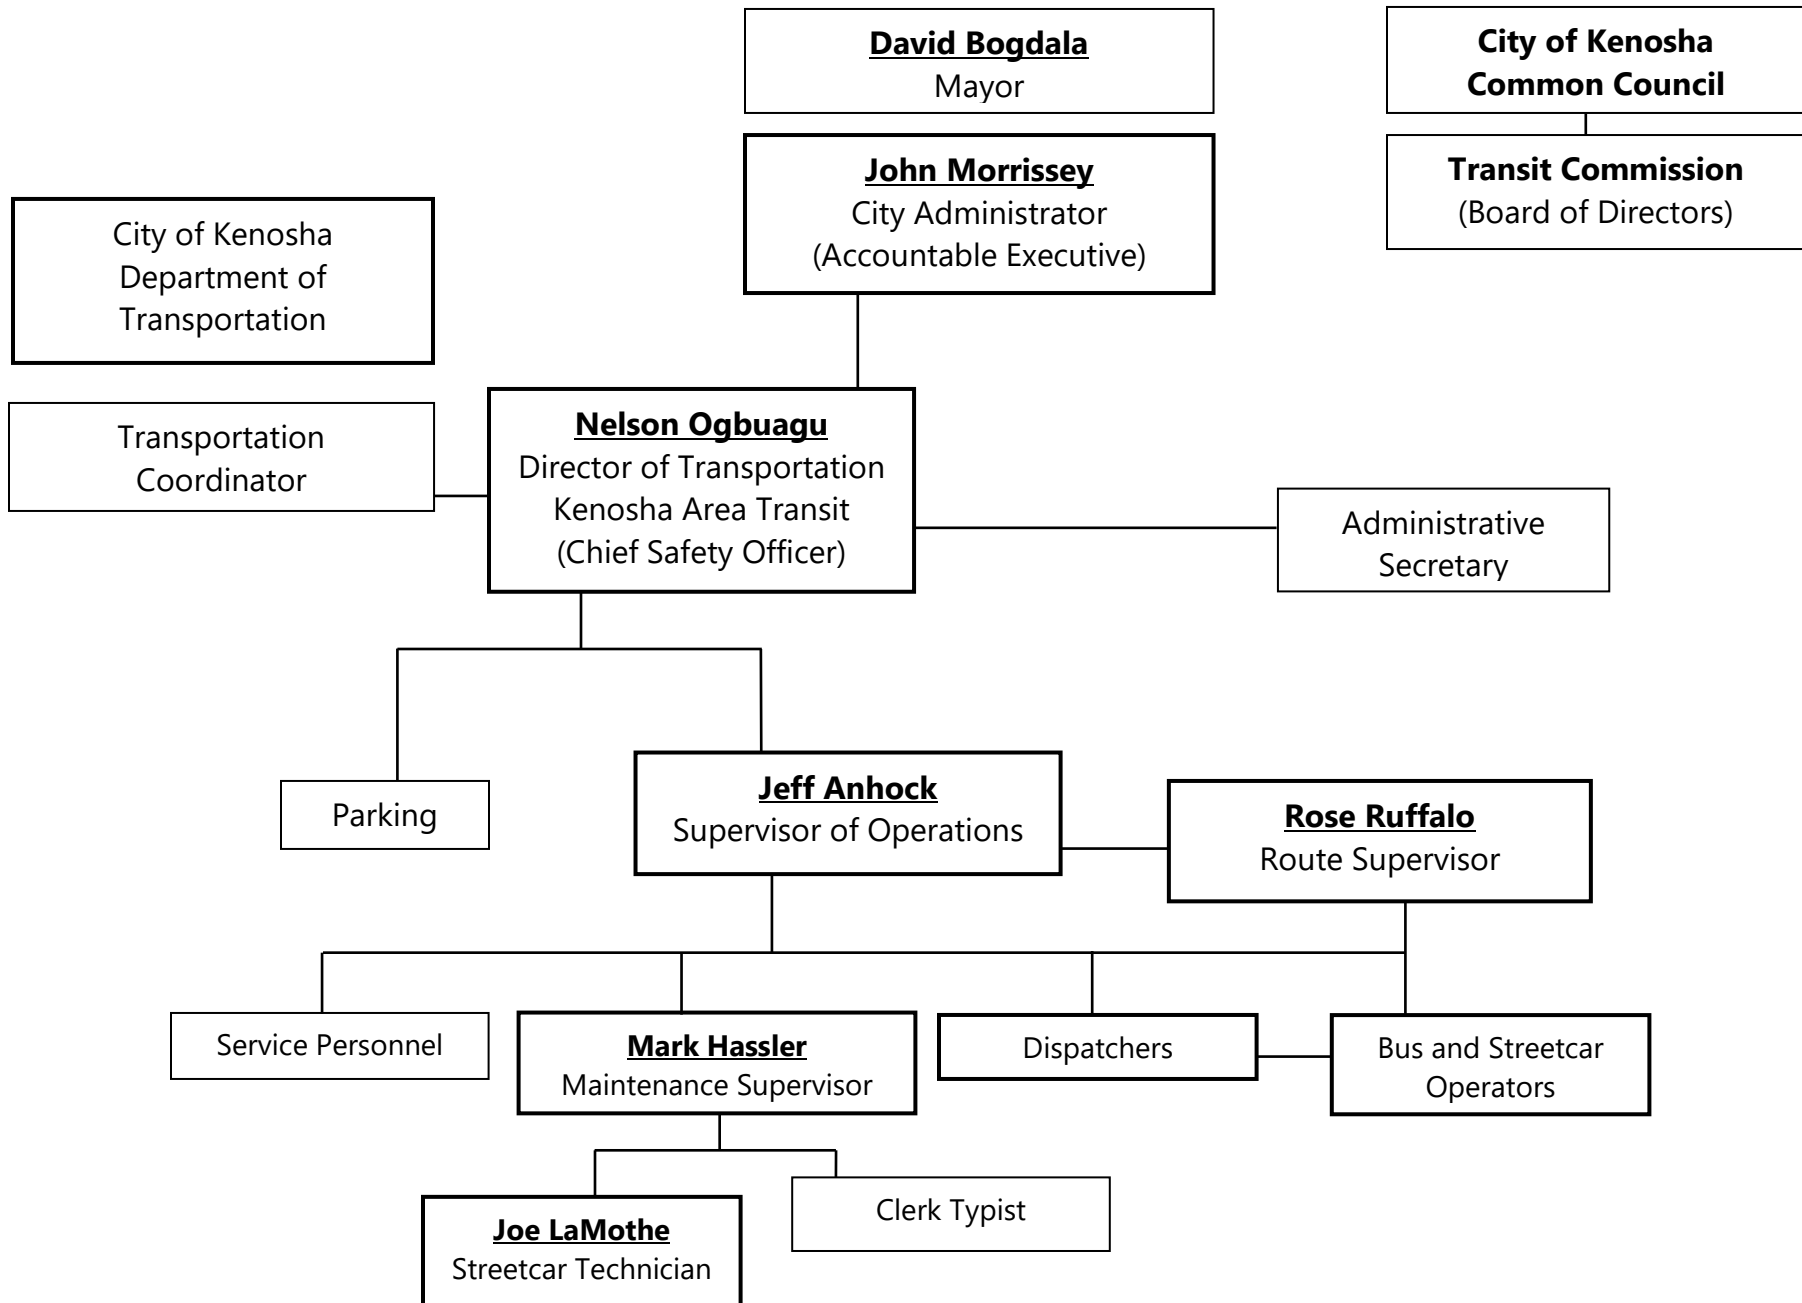 David Bogdala
Mayor
City of Kenosha
Common Council
John Morrissey
City Administrator
(Accountable Executive)
Transit Commission
(Board of Directors)
City of Kenosha
Department of
Transportation
Transportation
Coordinator
Nelson Ogbuagu
Director of Transportation
Kenosha Area Transit
(Chief Safety Officer)
Administrative
Secretary
Parking
Jeff Anhock
Supervisor of Operations
Rose Ruffalo
Route Supervisor
Service Personnel
Mark Hassler
Maintenance Supervisor
Dispatchers
Bus and Streetcar
Operators
Joe LaMothe
Streetcar Technician
Clerk Typist